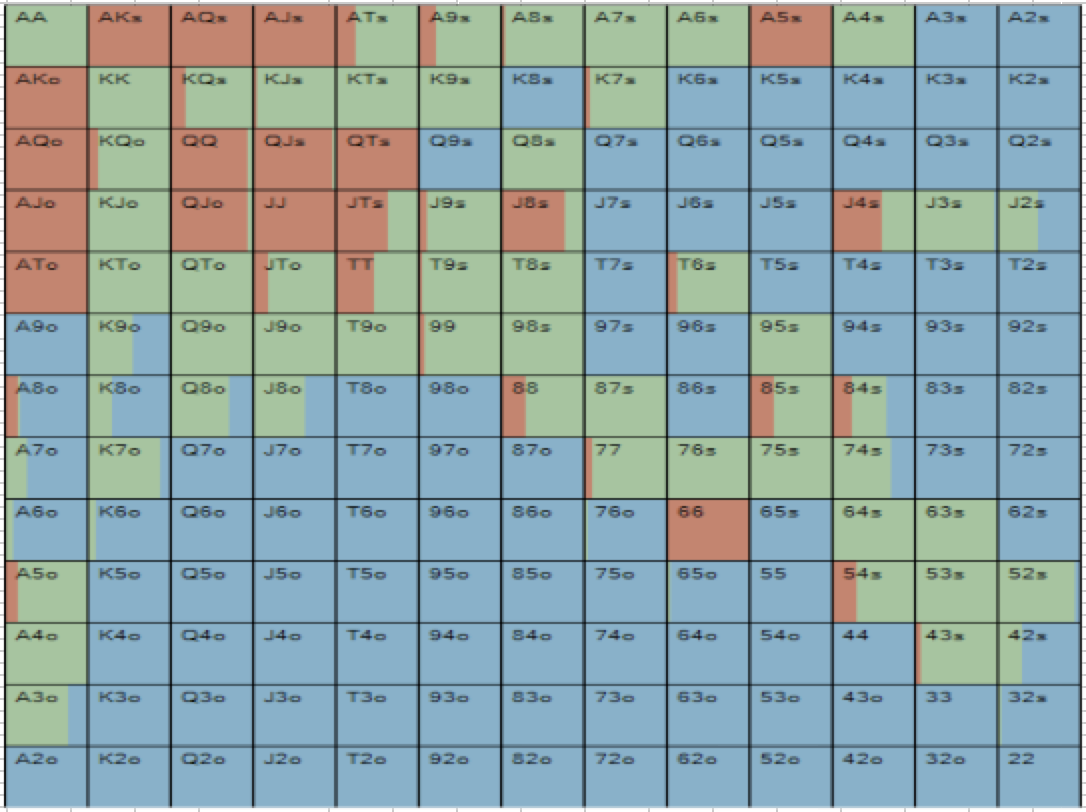 AA AKs AQs AJs ATs A9s A8s A7s A6s A5s A4s A3s A2s
AKo KK KQs KJs KTs K9s K8s K7s K6s K5s K4s K3s K2s
AQo KQo QQ QJs QTs Q9s Q8s Q7s Q6s Q5s Q4s Q3s Q2s
AJo KJo QJo JJ JTs J9s J8s J7s J6s J5s J4s J3s J2s
ATo KTo QTo JTo TT T9s T8s T7s T6s T5s T4s T3s T2s
A9o K9o Q9o J9o T9o 99 98s 97s 96s 95s 94s 93s 92s
A8o K8o Q8o J8o T8o 98o 88 87s 86s 85s 84s 83s 82s
A7o K7o Q7o J7o T7o 97o 87o 77 76s 75s 74s 73s 72s
A6o K6o Q6o J6o T6o 96o 86o 76o 66 65s 64s 63s 62s
A5o K5o Q5o J5o T5o 95o 85o 75o 65o 55 54s 53s 52s
A4o K4o Q4o J4o T4o 94o 84o 74o 64o 54o 44 43s 42s
A3o K3o Q3o J3o T3o 93o 83o 73o 63o 53o 43o 33 32s
A2o K2o Q2o J2o T2o 92o 82o 72o 62o 52o 42o 32o 22